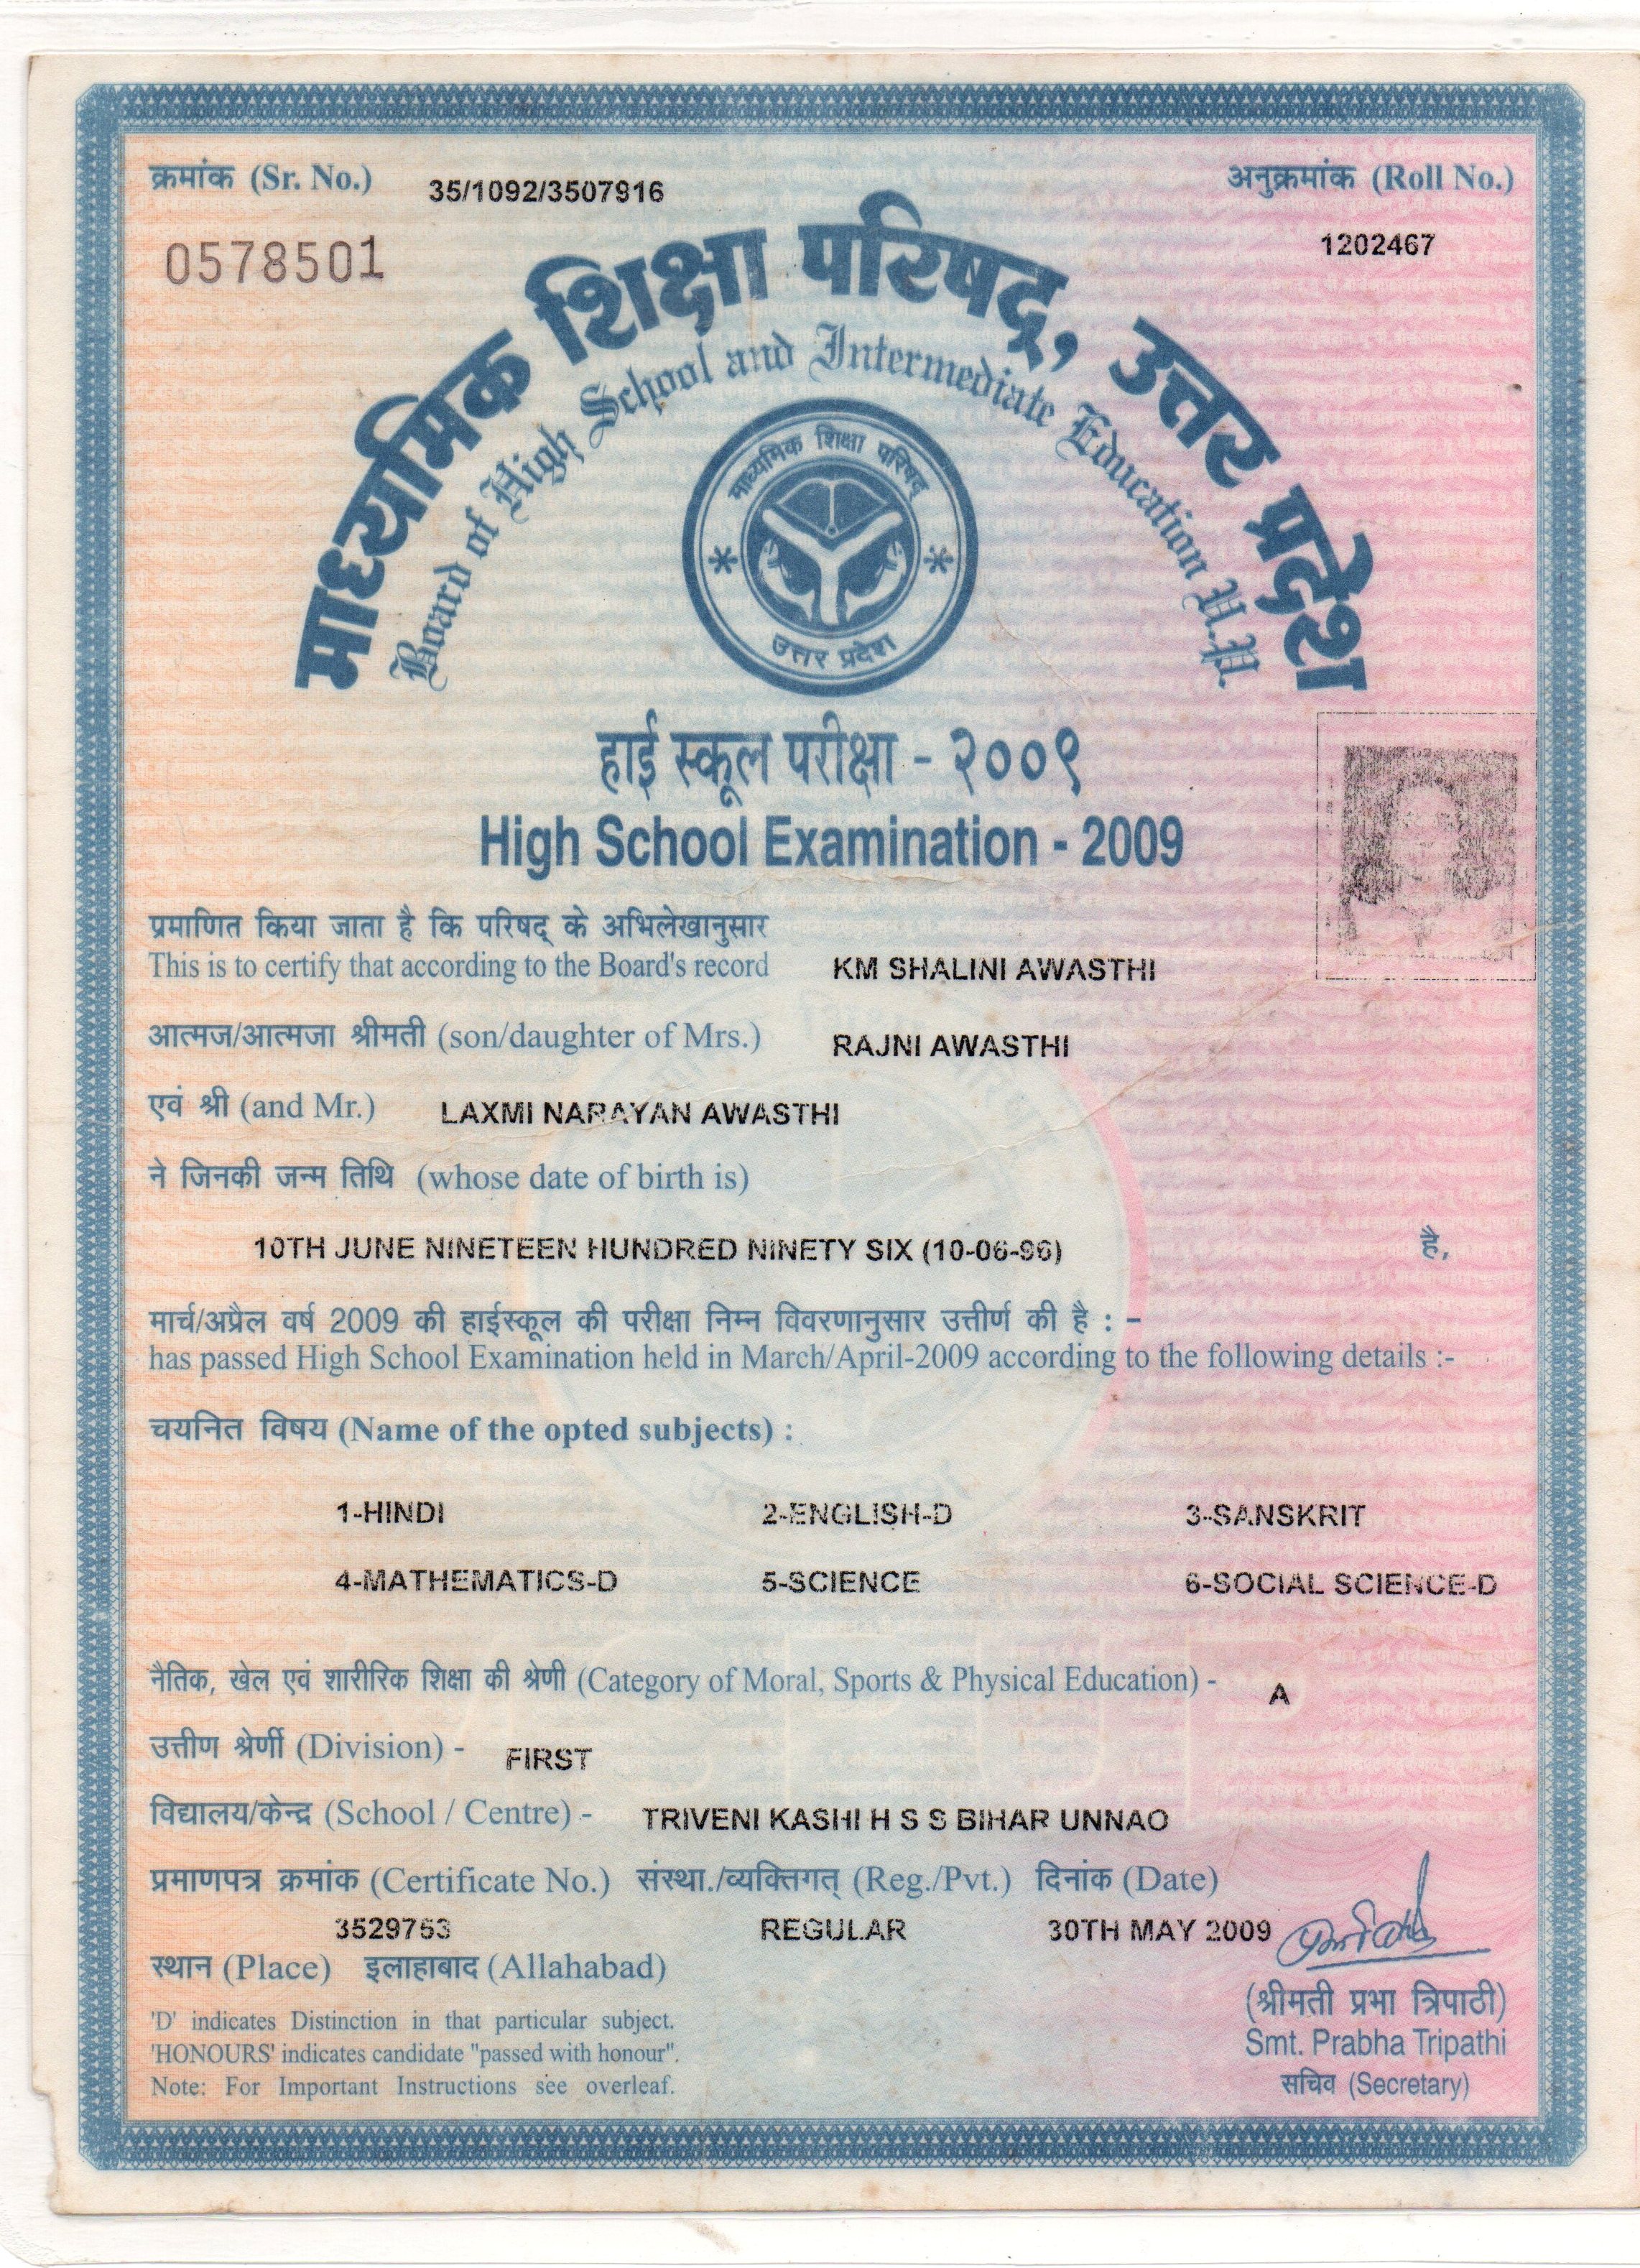 क्रमांक (Sr. No.) 35/1092/3507916 अनुक्रमांक (Roll No.)
0578501 1202467
माध्यमिक शिक्षा परिषद्, उत्तर प्रदेश
Board of High School and Intermediate Education U.P.
माध्यमिक शिक्षा परिषद्
उत्तर प्रदेश
हाई स्कूल परीक्षा - २००९
High School Examination - 2009
प्रमाणित किया जाता है कि परिषद् के अभिलेखानुसार
This is to certify that according to the Board's record KM SHALINI AWASTHI
आत्मज/आत्मजा श्रीमती (son/daughter of Mrs.) RAJNI AWASTHI
एवं श्री (and Mr.) LAXMI NARAYAN AWASTHI
ने जिनकी जन्म तिथि (whose date of birth is)
10TH JUNE NINETEEN HUNDRED NINETY SIX (10-06-96) है,
मार्च/अप्रैल वर्ष 2009 की हाईस्कूल की परीक्षा निम्न विवरणानुसार उत्तीर्ण की है : -
has passed High School Examination held in March/April-2009 according to the following details :-
चयनित विषय (Name of the opted subjects) :
1-HINDI 2-ENGLISH-D 3-SANSKRIT
4-MATHEMATICS-D 5-SCIENCE 6-SOCIAL SCIENCE-D
नैतिक, खेल एवं शारीरिक शिक्षा की श्रेणी (Category of Moral, Sports & Physical Education) - A
उत्तीण श्रेर्णी (Division) - FIRST
विद्यालय/केन्द्र (School / Centre) - TRIVENI KASHI H S S BIHAR UNNAO
प्रमाणपत्र क्रमांक (Certificate No.) संस्था./व्यक्तिगत् (Reg./Pvt.) दिनांक (Date)
3529753 REGULAR 30TH MAY 2009
स्थान (Place) इलाहाबाद (Allahabad)
(श्रीमती प्रभा त्रिपाठी)
'D' indicates Distinction in that particular subject.
Smt. Prabha Tripathi
'HONOURS' indicates candidate "passed with honour".
सचिव (Secretary)
Note: For Important Instructions see overleaf.